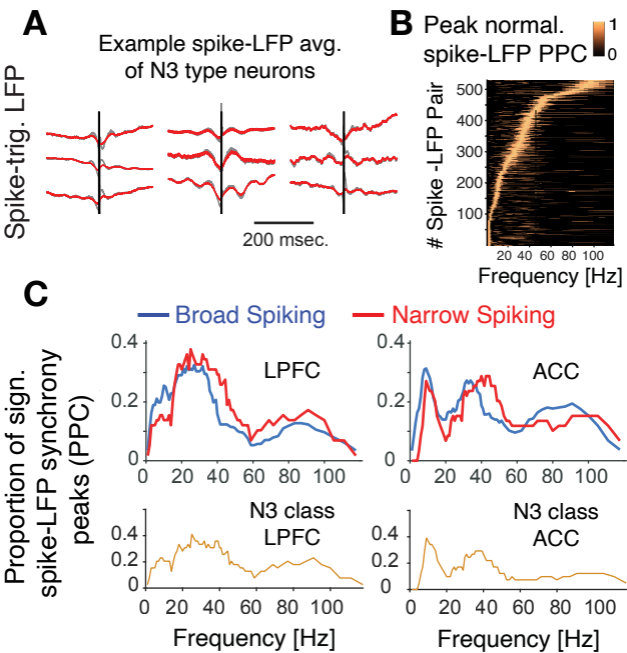 A
Example spike-LFP avg.
of N3 type neurons
Spike-trig. LFP
200 msec.
B
Peak normal.
spike-LFP PPC
1
0
# Spike -LFP Pair
500
400
300
200
100
20 40 60 80 100
Frequency [Hz]
C
Broad Spiking
Narrow Spiking
Proportion of sign.
spike-LFP synchrony
peaks (PPC)
0.4
0.2
0
LPFC
0 20 40 60 80 100
0.4
0.2
0
ACC
0 20 40 60 80 100
0.4
0.2
0
N3 class
LPFC
0 20 40 60 80 100
Frequency [Hz]
0.4
0.2
0
N3 class
ACC
0 20 40 60 80 100
Frequency [Hz]